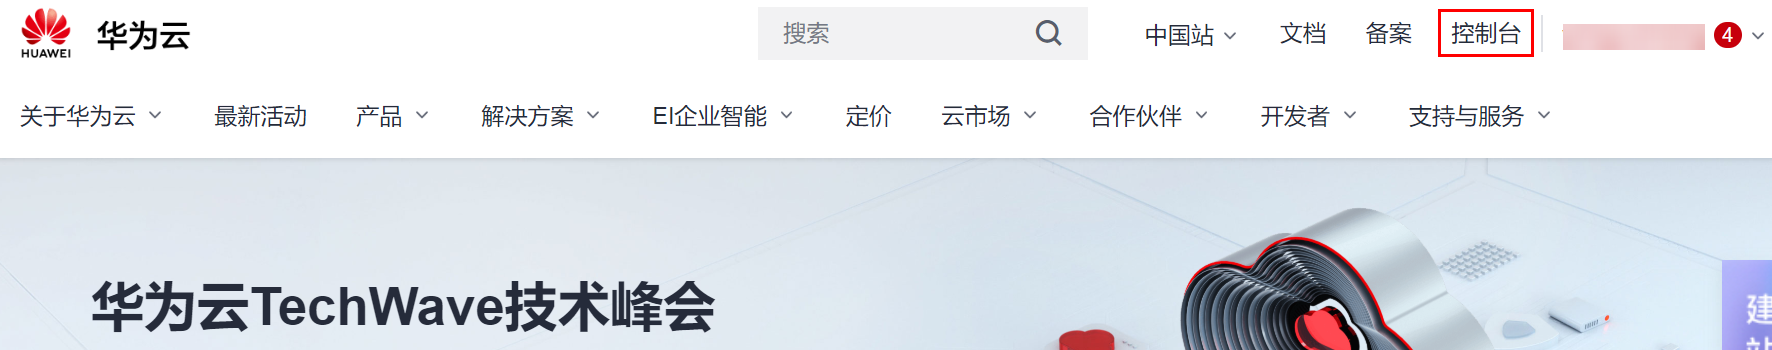 HUAWEI 华为云 搜索 中国站 文档 备案 控制台 4
关于华为云 最新活动 产品 解决方案 EI企业智能 定价 云市场 合作伙伴 开发者 支持与服务
华为云TechWave技术峰会
建
站